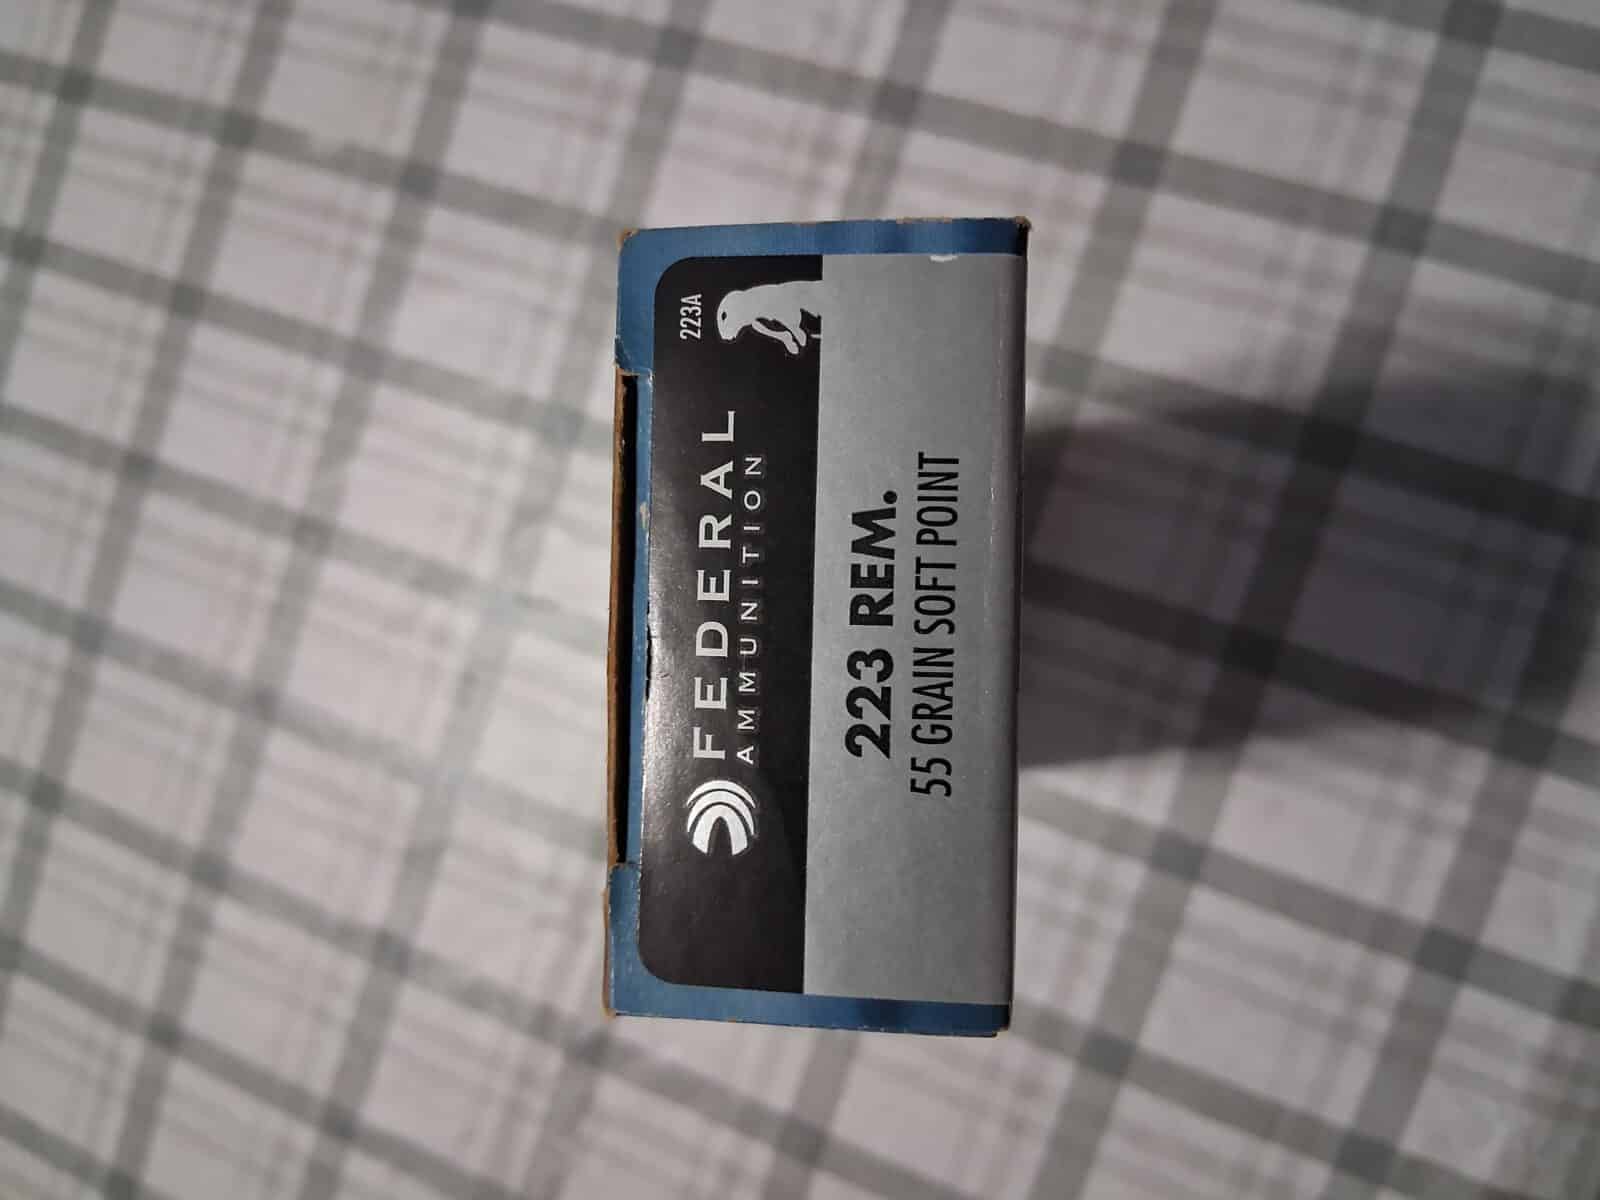 223A
FEDERAL
AMMUNITION
223 REM.
55 GRAIN SOFT POINT